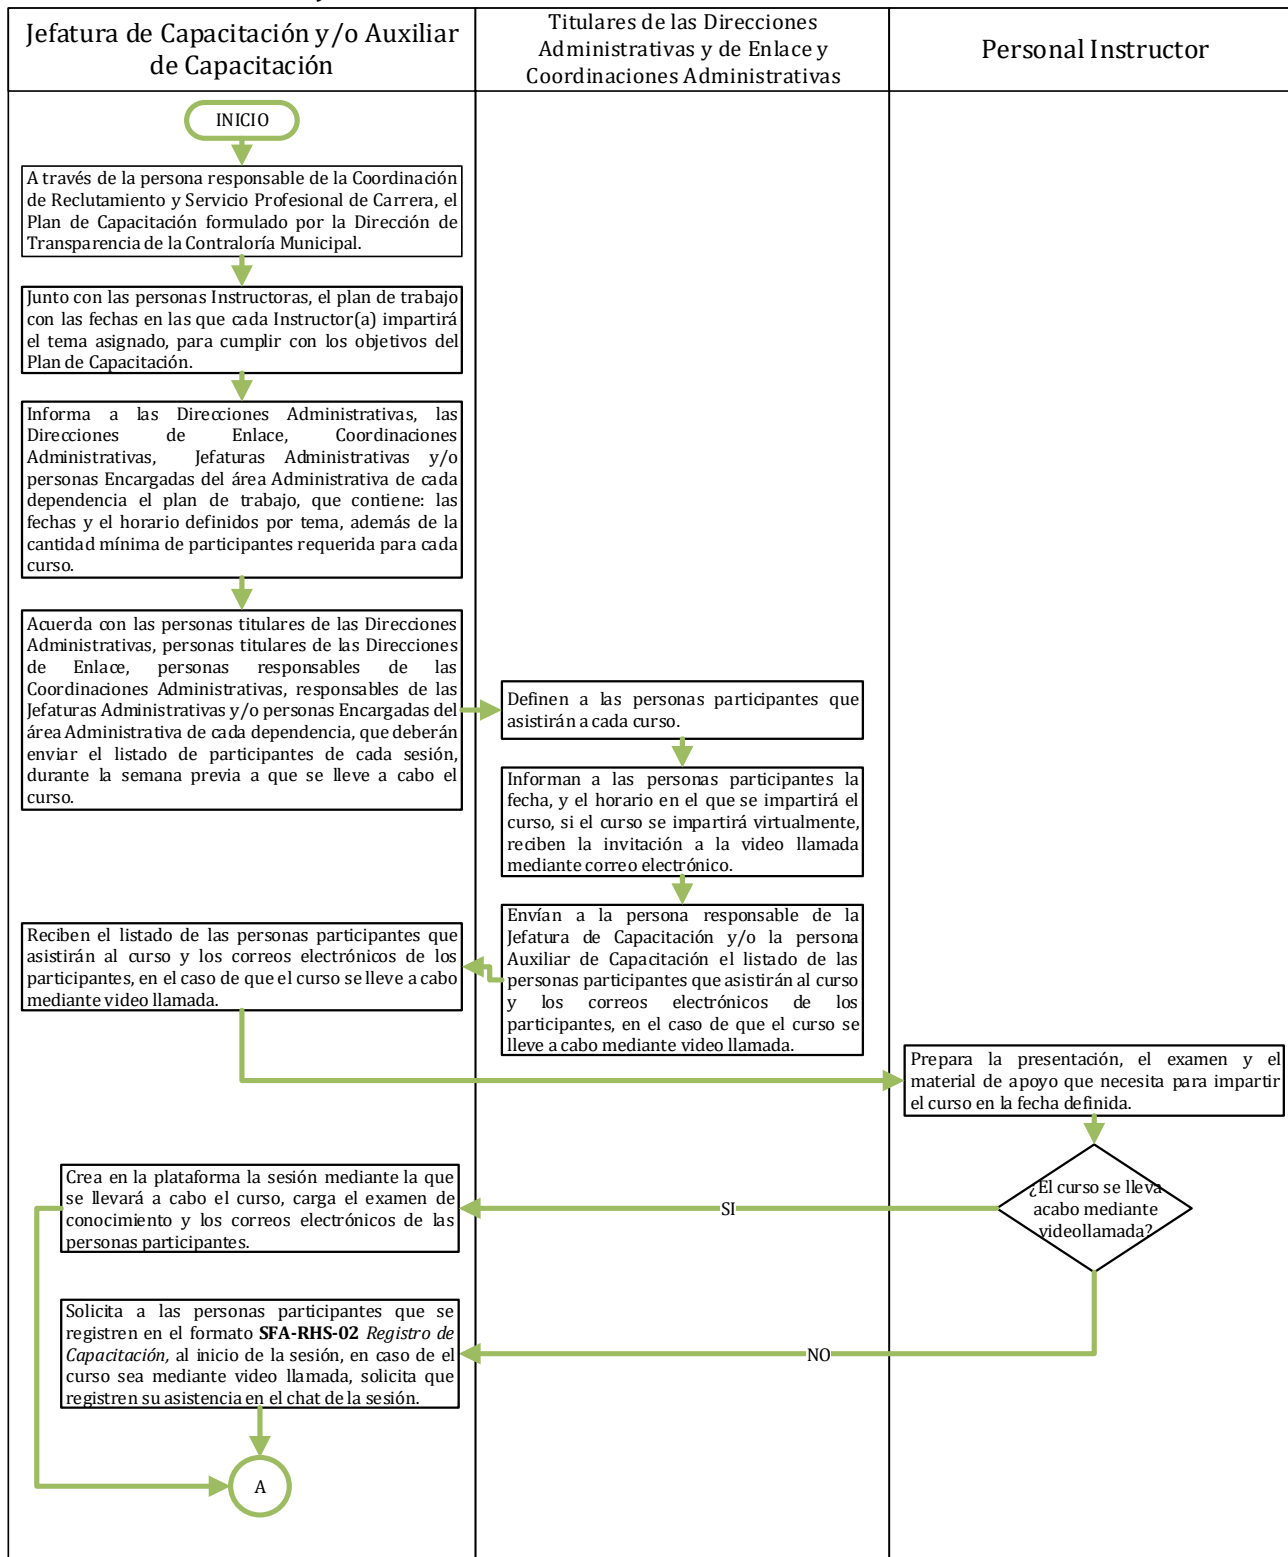 Jefatura de Capacitación y/o Auxiliar
de Capacitación
Titulares de las Direcciones
Administrativas y de Enlace y
Coordinaciones Administrativas
Personal Instructor
INICIO
A través de la persona responsable de la Coordinación
de Reclutamiento y Servicio Profesional de Carrera, el
Plan de Capacitación formulado por la Dirección de
Transparencia de la Contraloría Municipal.
Junto con las personas Instructoras, el plan de trabajo
con las fechas en las que cada Instructor(a) impartirá
el tema asignado, para cumplir con los objetivos del
Plan de Capacitación.
Informa a las Direcciones Administrativas, las
Direcciones de Enlace, Coordinaciones
Administrativas, Jefaturas Administrativas y/o
personas Encargadas del área Administrativa de cada
dependencia el plan de trabajo, que contiene: las
fechas y el horario definidos por tema, además de la
cantidad mínima de participantes requerida para cada
curso.
Acuerda con las personas titulares de las Direcciones
Administrativas, personas titulares de las Direcciones
de Enlace, personas responsables de las
Coordinaciones Administrativas, responsables de las
Jefaturas Administrativas y/o personas Encargadas del
área Administrativa de cada dependencia, que deberán
enviar el listado de participantes de cada sesión,
durante la semana previa a que se lleve a cabo el
curso.
Definen a las personas participantes que
asistirán a cada curso.
Informan a las personas participantes la
fecha, y el horario en el que se impartirá el
curso, si el curso se impartirá virtualmente,
reciben la invitación a la video llamada
mediante correo electrónico.
Envían a la persona responsable de la
Jefatura de Capacitación y/o la persona
Auxiliar de Capacitación el listado de las
personas participantes que asistirán al curso
y los correos electrónicos de los
participantes, en el caso de que el curso se
lleve a cabo mediante video llamada.
Reciben el listado de las personas participantes que
asistirán al curso y los correos electrónicos de los
participantes, en el caso de que el curso se lleve a cabo
mediante video llamada.
Prepara la presentación, el examen y el
material de apoyo que necesita para impartir
el curso en la fecha definida.
¿El curso se lleva
acabo mediante
videollamada?
SI
Crea en la plataforma la sesión mediante la que
se llevará a cabo el curso, carga el examen de
conocimiento y los correos electrónicos de las
personas participantes.
NO
Solicita a las personas participantes que se
registren en el formato SFA-RHS-02 Registro de
Capacitación, al inicio de la sesión, en caso de el
curso sea mediante video llamada, solicita que
registren su asistencia en el chat de la sesión.
A